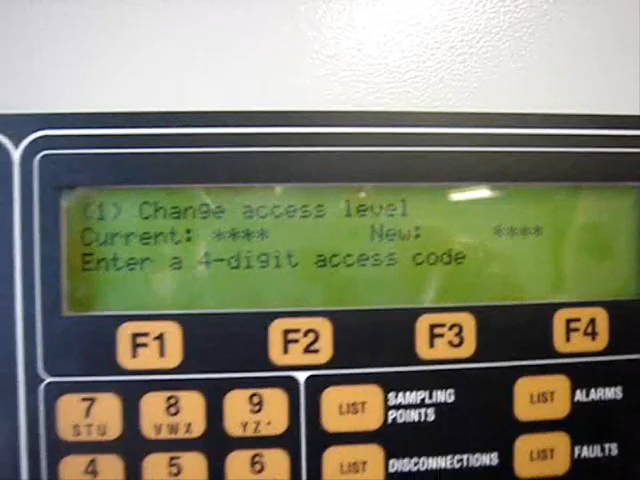 (1) Change access level
Current: **** New: ****
Enter a 4-digit access code
F1 F2 F3 F4
7 8 9
STU VWX YZ*
LIST SAMPLING POINTS LIST ALARMS
4 5 6
LIST DISCONNECTIONS LIST FAULTS